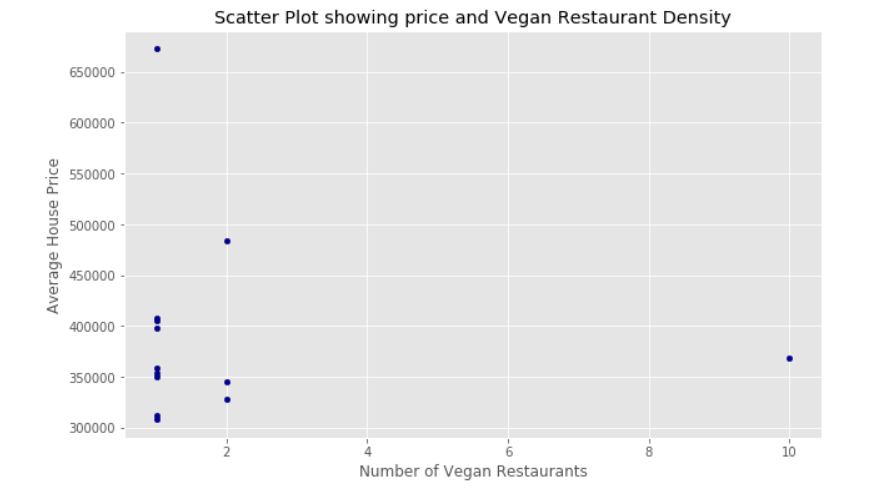 Scatter Plot showing price and Vegan Restaurant Density
650000
600000
550000
500000
450000
400000
350000
300000
Average House Price
2 4 6 8 10
Number of Vegan Restaurants